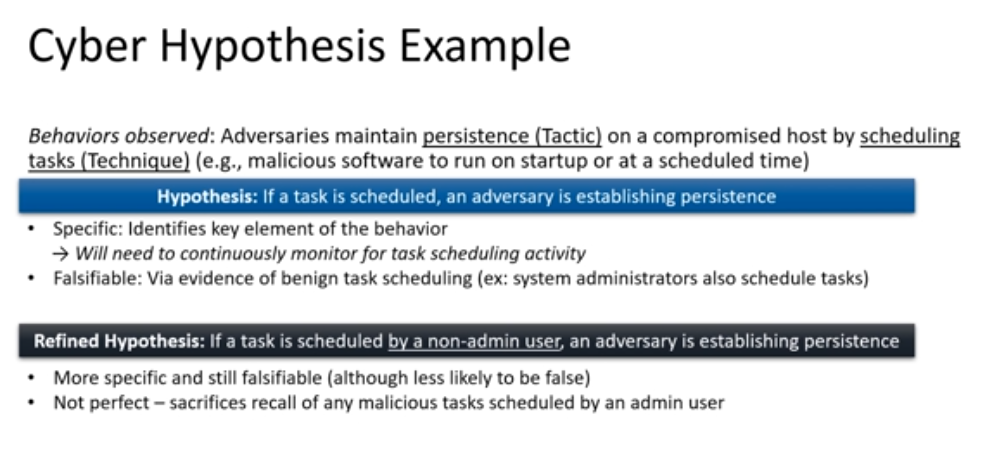 Cyber Hypothesis Example
Behaviors observed: Adversaries maintain persistence (Tactic) on a compromised host by scheduling
tasks (Technique) (e.g., malicious software to run on startup or at a scheduled time)
Hypothesis: If a task is scheduled, an adversary is establishing persistence
• Specific: Identifies key element of the behavior
→ Will need to continuously monitor for task scheduling activity
• Falsifiable: Via evidence of benign task scheduling (ex: system administrators also schedule tasks)
Refined Hypothesis: If a task is scheduled by a non-admin user, an adversary is establishing persistence
• More specific and still falsifiable (although less likely to be false)
• Not perfect – sacrifices recall of any malicious tasks scheduled by an admin user